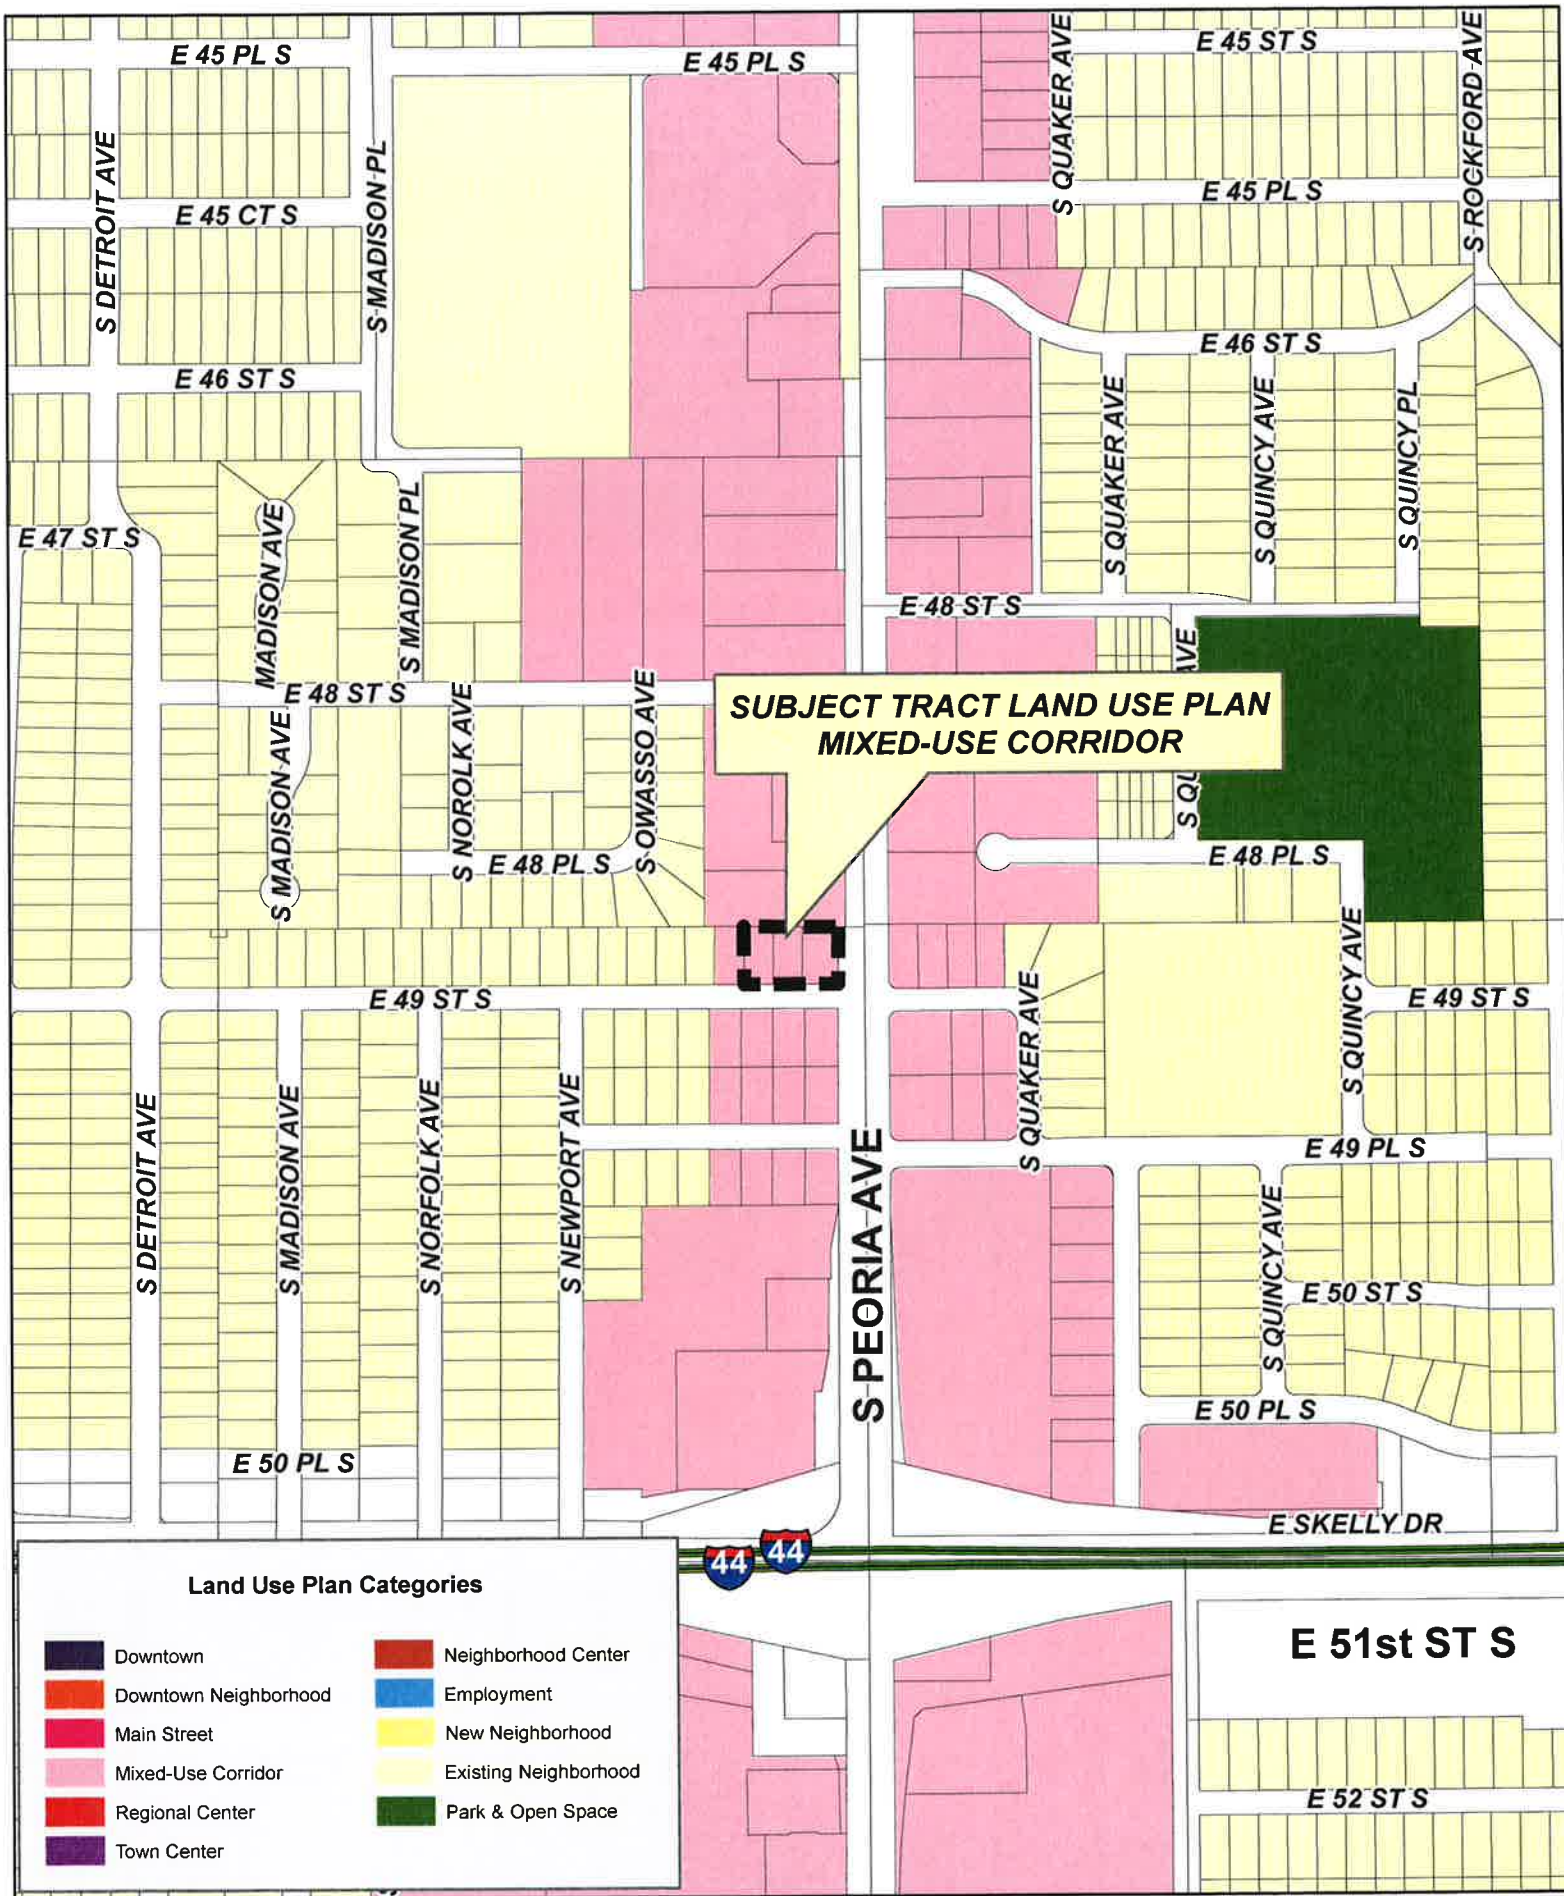 E 45 PL S
E 45 PL S
E 45 ST S
S QUAKER AVE
S ROCKFORD AVE
S DETROIT AVE
S MADISON PL
E 45 CT S
E 45 PL S
E 46 ST S
E 46 ST S
S QUAKER AVE
S QUINCY AVE
S QUINCY PL
E 47 ST S
MADISON AVE
S MADISON PL
E 48 ST S
E 48 ST S
S QU
AVE
SUBJECT TRACT LAND USE PLAN
MIXED-USE CORRIDOR
S MADISON AVE
S NOROLK AVE
S OWASSO AVE
E 48 PL S
E 48 PL S
E 49 ST S
S QUAKER AVE
S QUINCY AVE
E 49 ST S
S DETROIT AVE
S MADISON AVE
S NORFOLK AVE
S NEWPORT AVE
S PEORIA AVE
E 49 PL S
S QUINCY AVE
E 50 ST S
E 50 PL S
E 50 PL S
E SKELLY DR
44
44
Land Use Plan Categories
Downtown
Downtown Neighborhood
Main Street
Mixed-Use Corridor
Regional Center
Town Center
Neighborhood Center
Employment
New Neighborhood
Existing Neighborhood
Park & Open Space
E 51st ST S
E 52 ST S